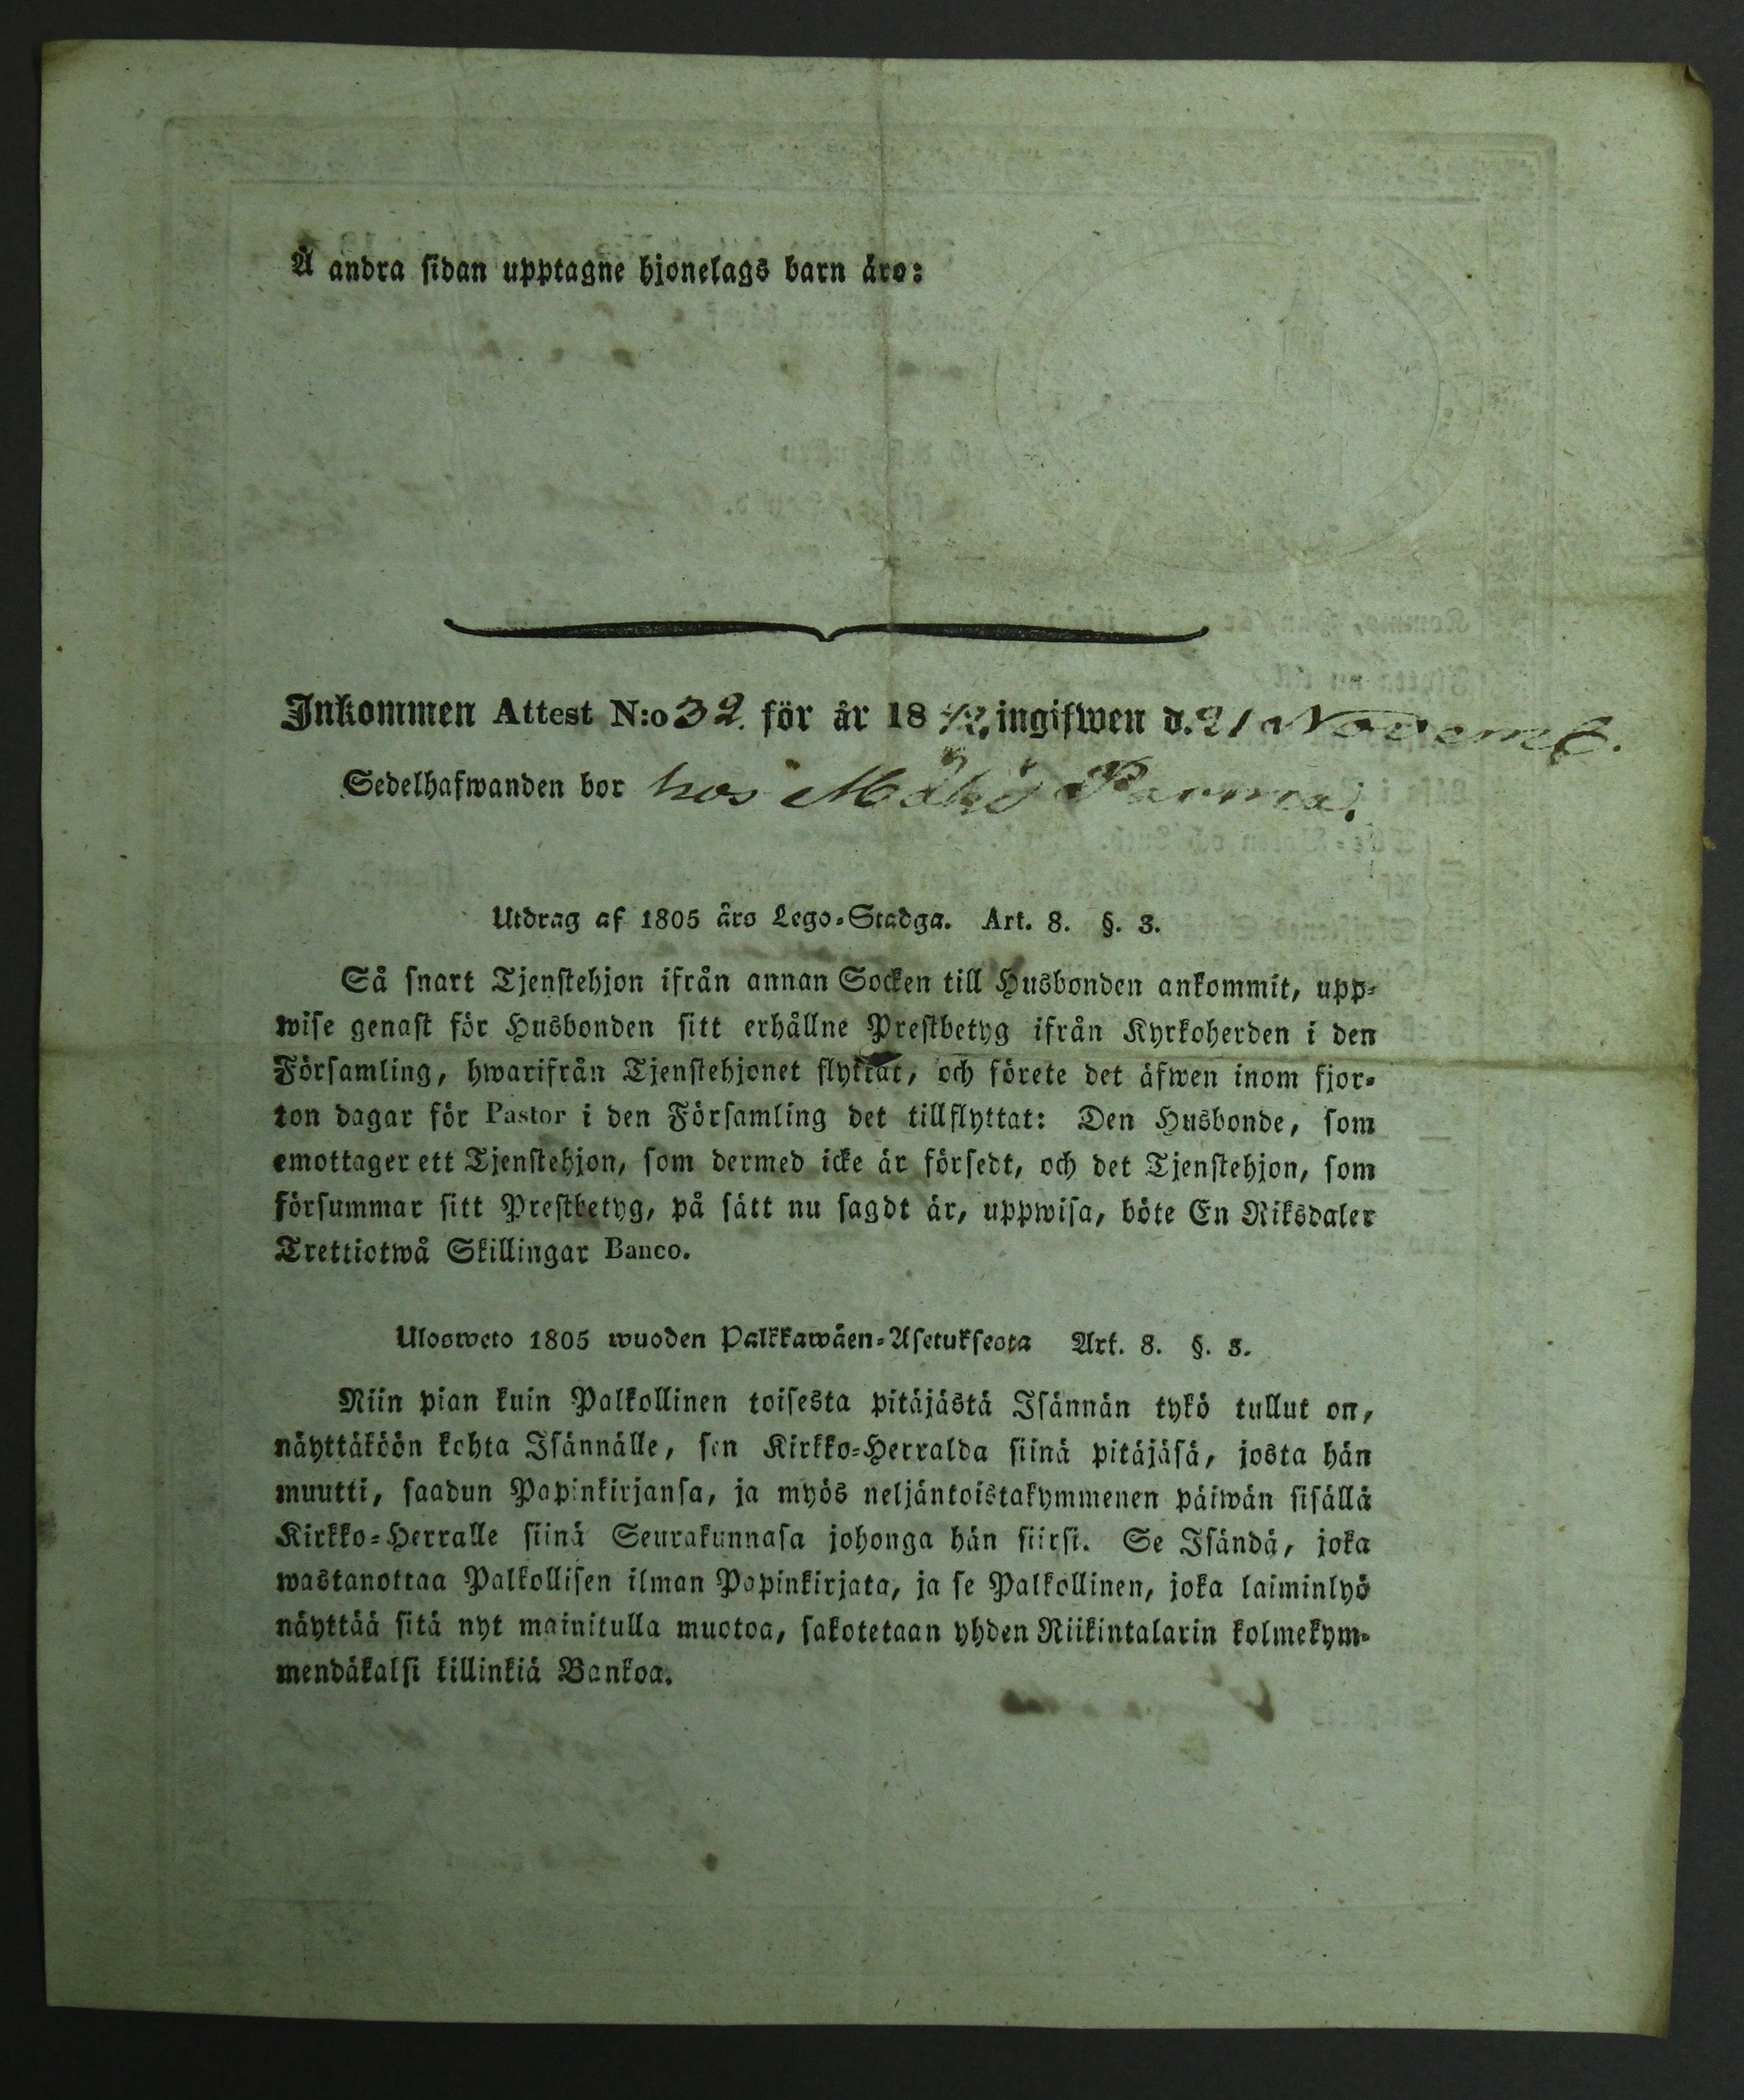 Å andra sidan upptagne hjonelags barn äro:
Inkommen Attest N:o 32. för år 18 ingifwen d. 21 Novemb.
Sedelhafwanden bor hos
Utdrag af 1805 års Lego-Stadga. Art. 8. §. 3.
Så snart Tjenstehjon ifrån annan Socken till Husbonden ankommit, upp-
wise genast för Husbonden sitt erhållne Prestbetyg ifrån Kyrkoherden i den
Församling, hwarifrån Tjenstehjonet flyttat, och förete det äfwen inom fjor-
ton dagar för Pastor i den Församling det tillflyttat: Den Husbonde, som
emottager ett Tjenstehjon, som dermed icke är försedt, och det Tjenstehjon, som
försummar sitt Prestbetyg, på sätt nu sagdt är, uppwisa, böte En Riksdaler
Trettiotwå Skillingar Banco.
Ulosweto 1805 wuoden Palkkawäen-Asetuksesta Art. 8. §. 3.
Niin pian kuin Palkollinen toisesta pitäjästä Isännän tykö tullut on,
näyttäköön kohta Isännälle, sen Kirkko-Herralda siinä pitäjäsä, josta hän
muutti, saadun Papinkirjansa, ja myös neljäntoistakymmenen päiwän sisällä
Kirkko-Herralle siinä Seurakunnasa johonga hän siirsi. Se Isändä, joka
wastanottaa Palkollisen ilman Papinkirjata, ja se Palkollinen, joka laiminlyö
näyttää sitä nyt mainitulla muotoa, sakotetaan yhden Riikintalarin kolmekym-
mendäkalsi killinkiä Bankoa.